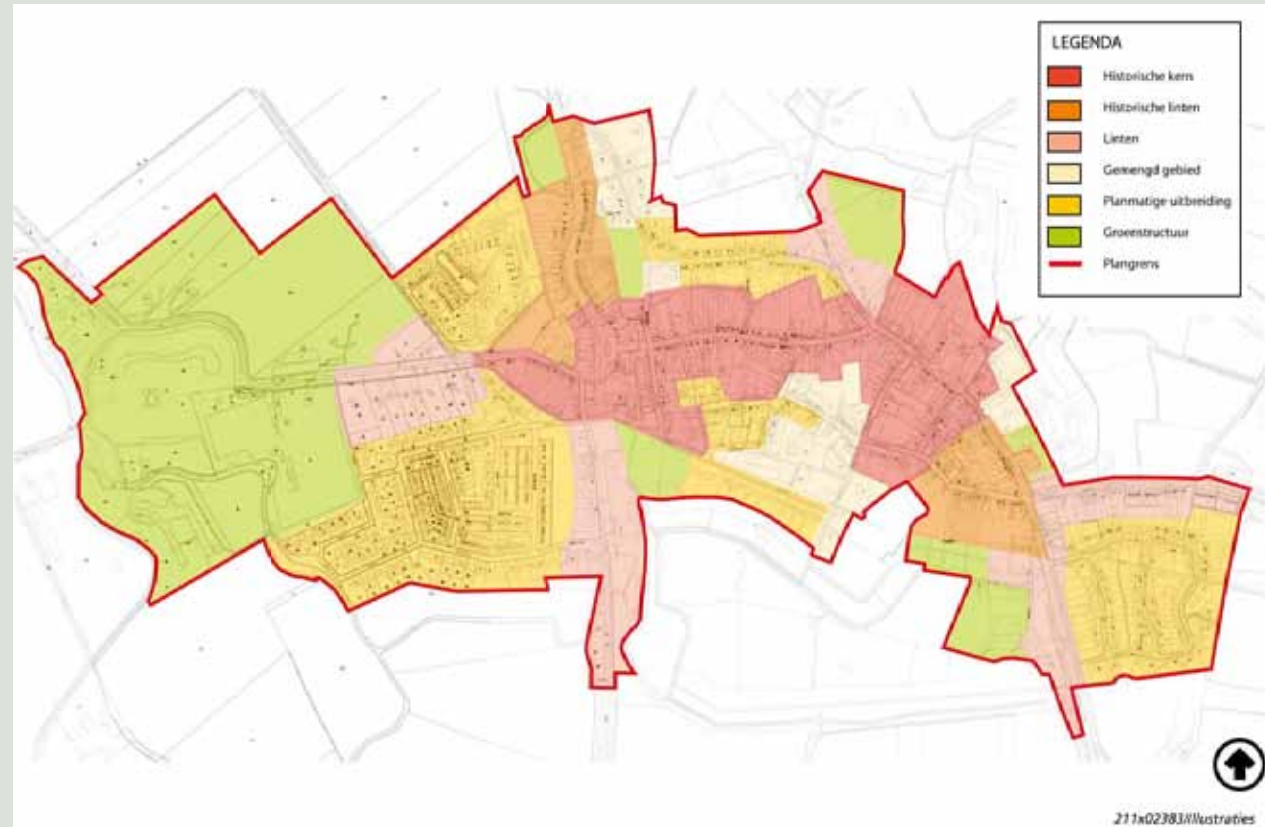 LEGENDA
Historische kern
Historische linten
Linten
Gemengd gebied
Planmatige uitbreiding
Groenstructuur
Plangrens
211x02383/illustraties